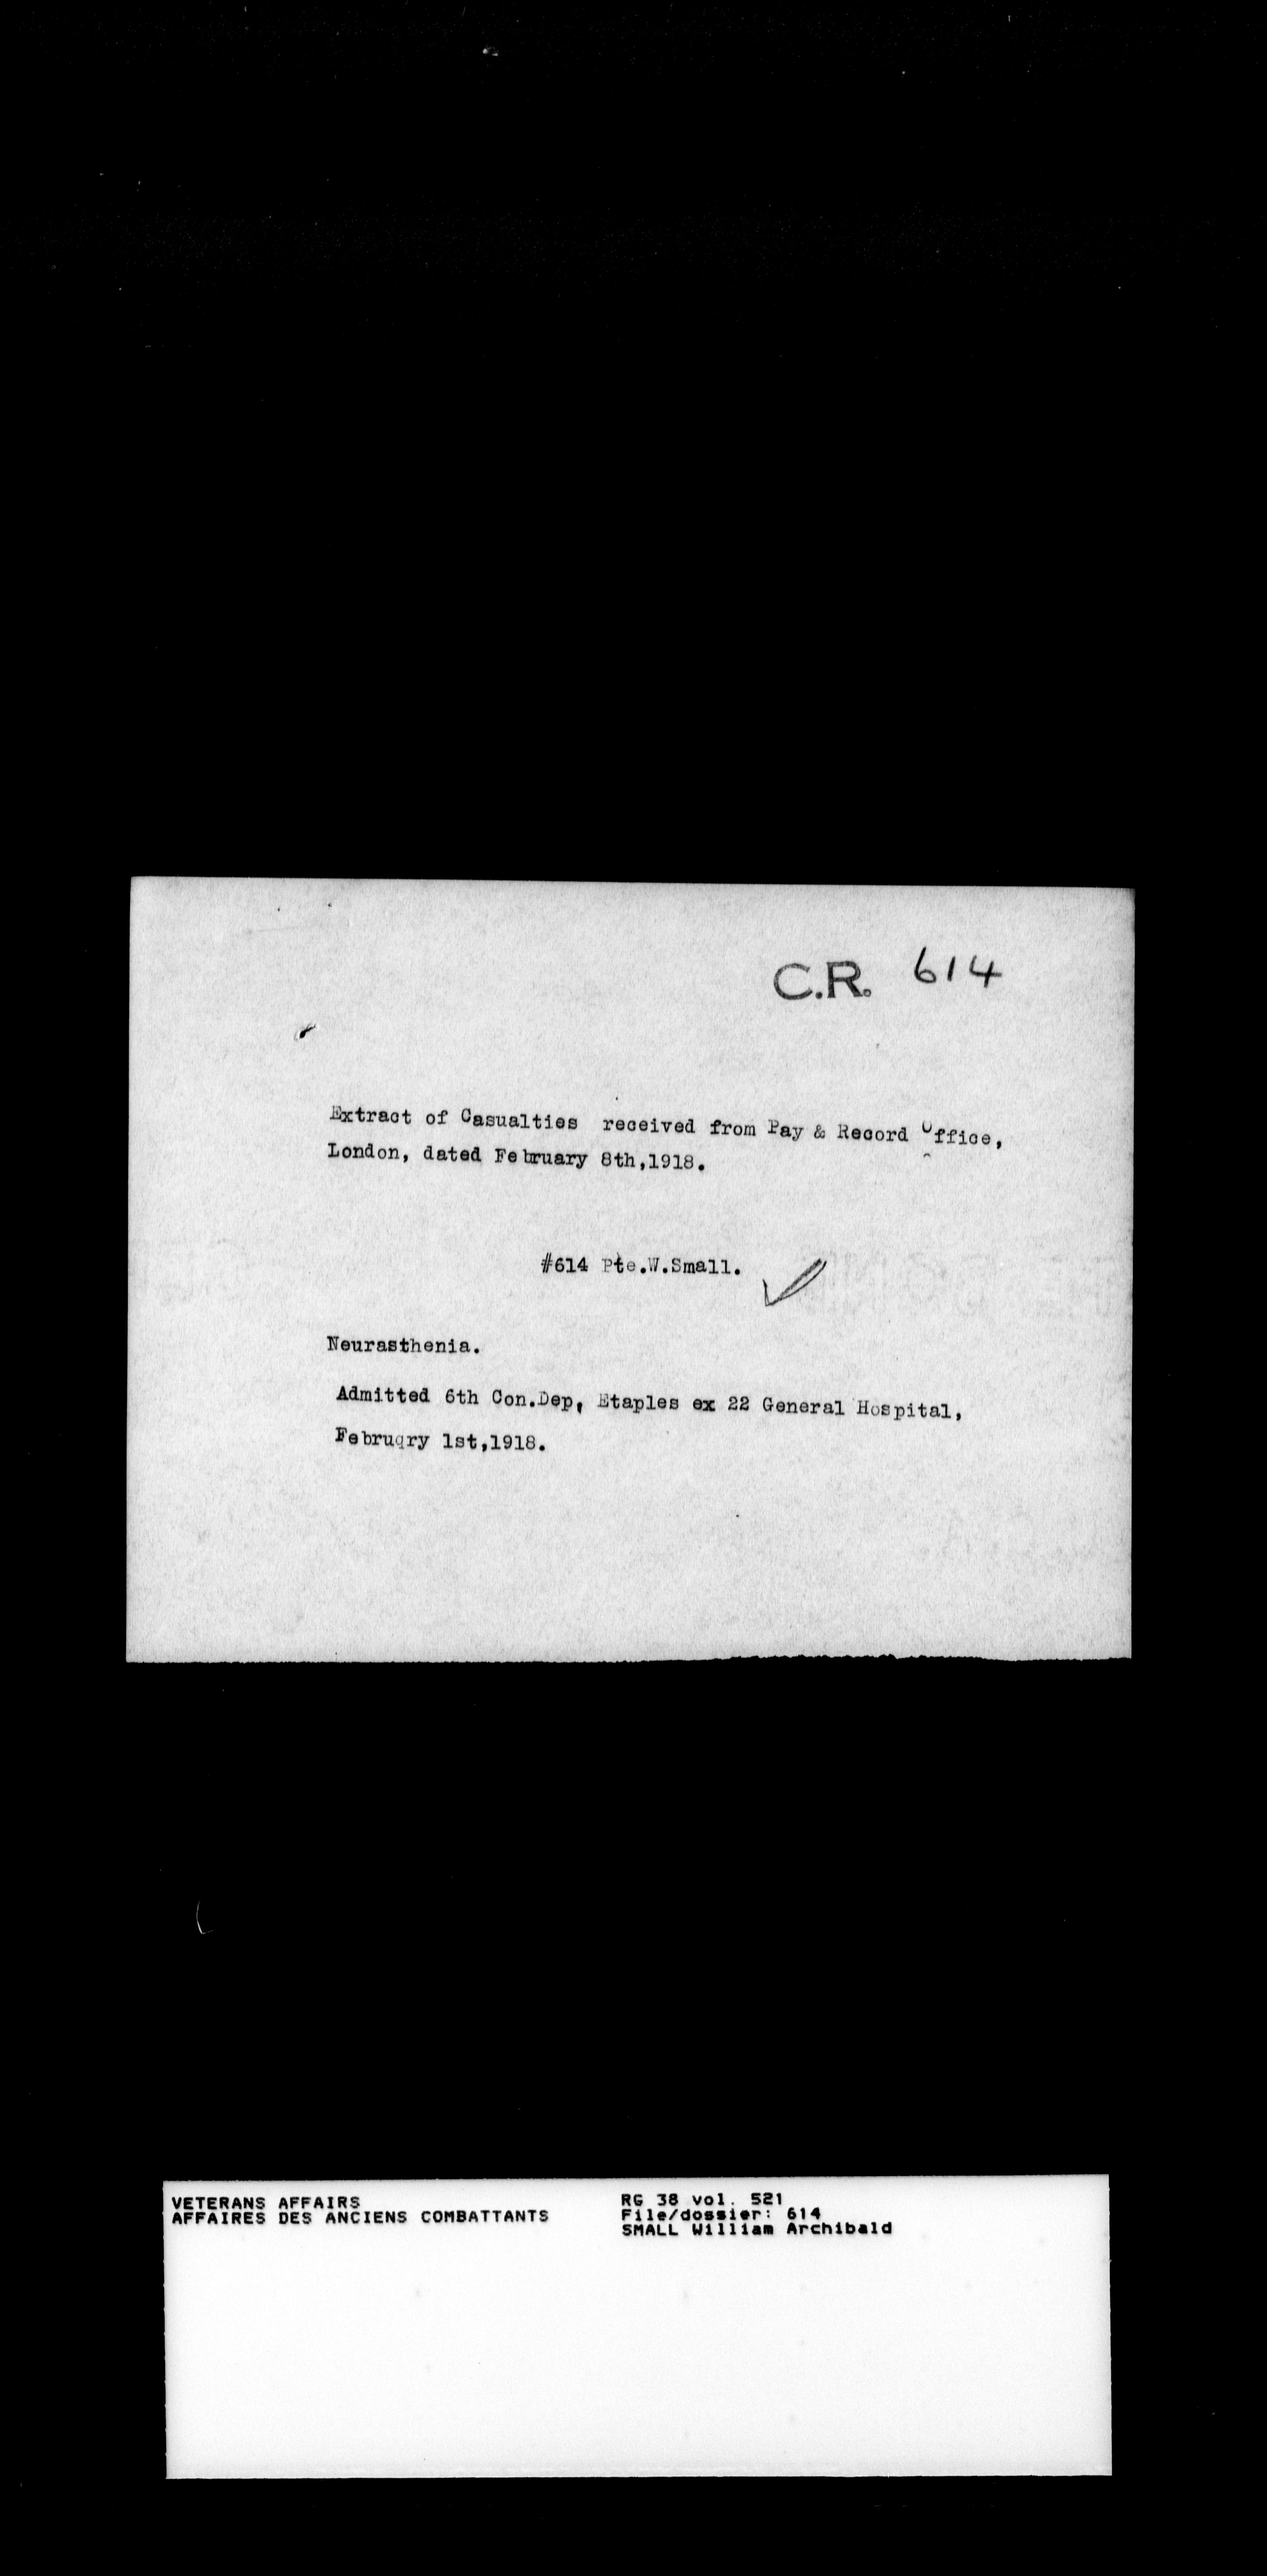 C.R. 614
Extract of Casualties received from Pay & Record Office,
London, dated February 8th,1918.
#614 Pte.W.Small.
Neurasthenia.
Admitted 6th Con.Dep, Etaples ex 22 General Hospital,
Februqry 1st,1918.
VETERANS AFFAIRS
AFFAIRES DES ANCIENS COMBATTANTS
RG 38 vol. 521
File/dossier: 614
SMALL William Archibald